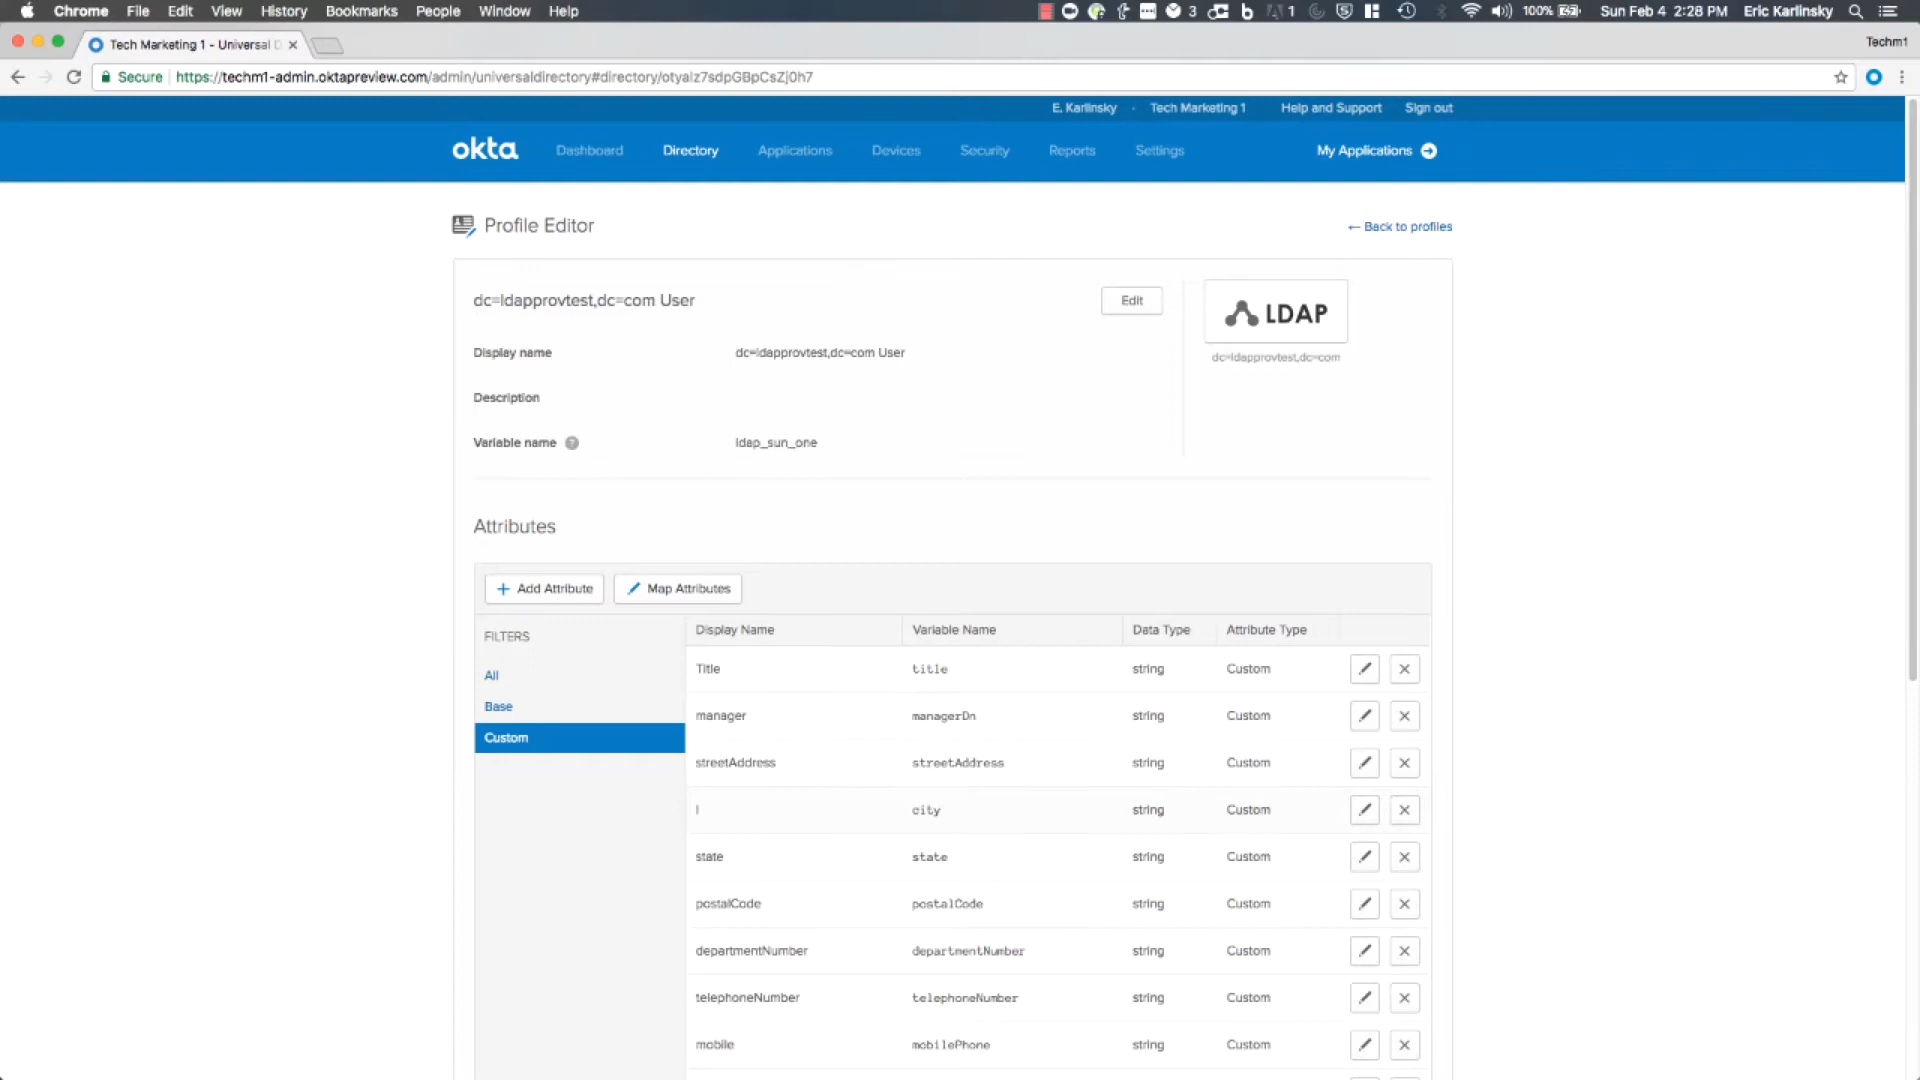 Chrome File Edit View History Bookmarks People Window Help 3 1 100% Sun Feb 4 2:28 PM Eric Karlinsky
Tech Marketing 1 - Universal D Techm1
Secure https://techm1-admin.oktapreview.com/admin/universaldirectory#directory/
E. Karlinsky Tech Marketing 1 Help and Support Sign out
okta Dashboard Directory Applications Devices Security Reports Settings My Applications
Profile Editor ← Back to profiles
dc=ldapprovtest,dc=com User Edit LDAP
Display name dc=ldapprovtest,dc=com User dc=ldapprovtest,dc=com
Description
Variable name ? ldap_sun_one
Attributes
+ Add Attribute Map Attributes
FILTERS Display Name Variable Name Data Type Attribute Type
All Title title string Custom
Base manager managerDn string Custom
Custom streetAddress streetAddress string Custom
l city string Custom
state state string Custom
postalCode postalCode string Custom
departmentNumber departmentNumber string Custom
telephoneNumber telephoneNumber string Custom
mobile mobilePhone string Custom